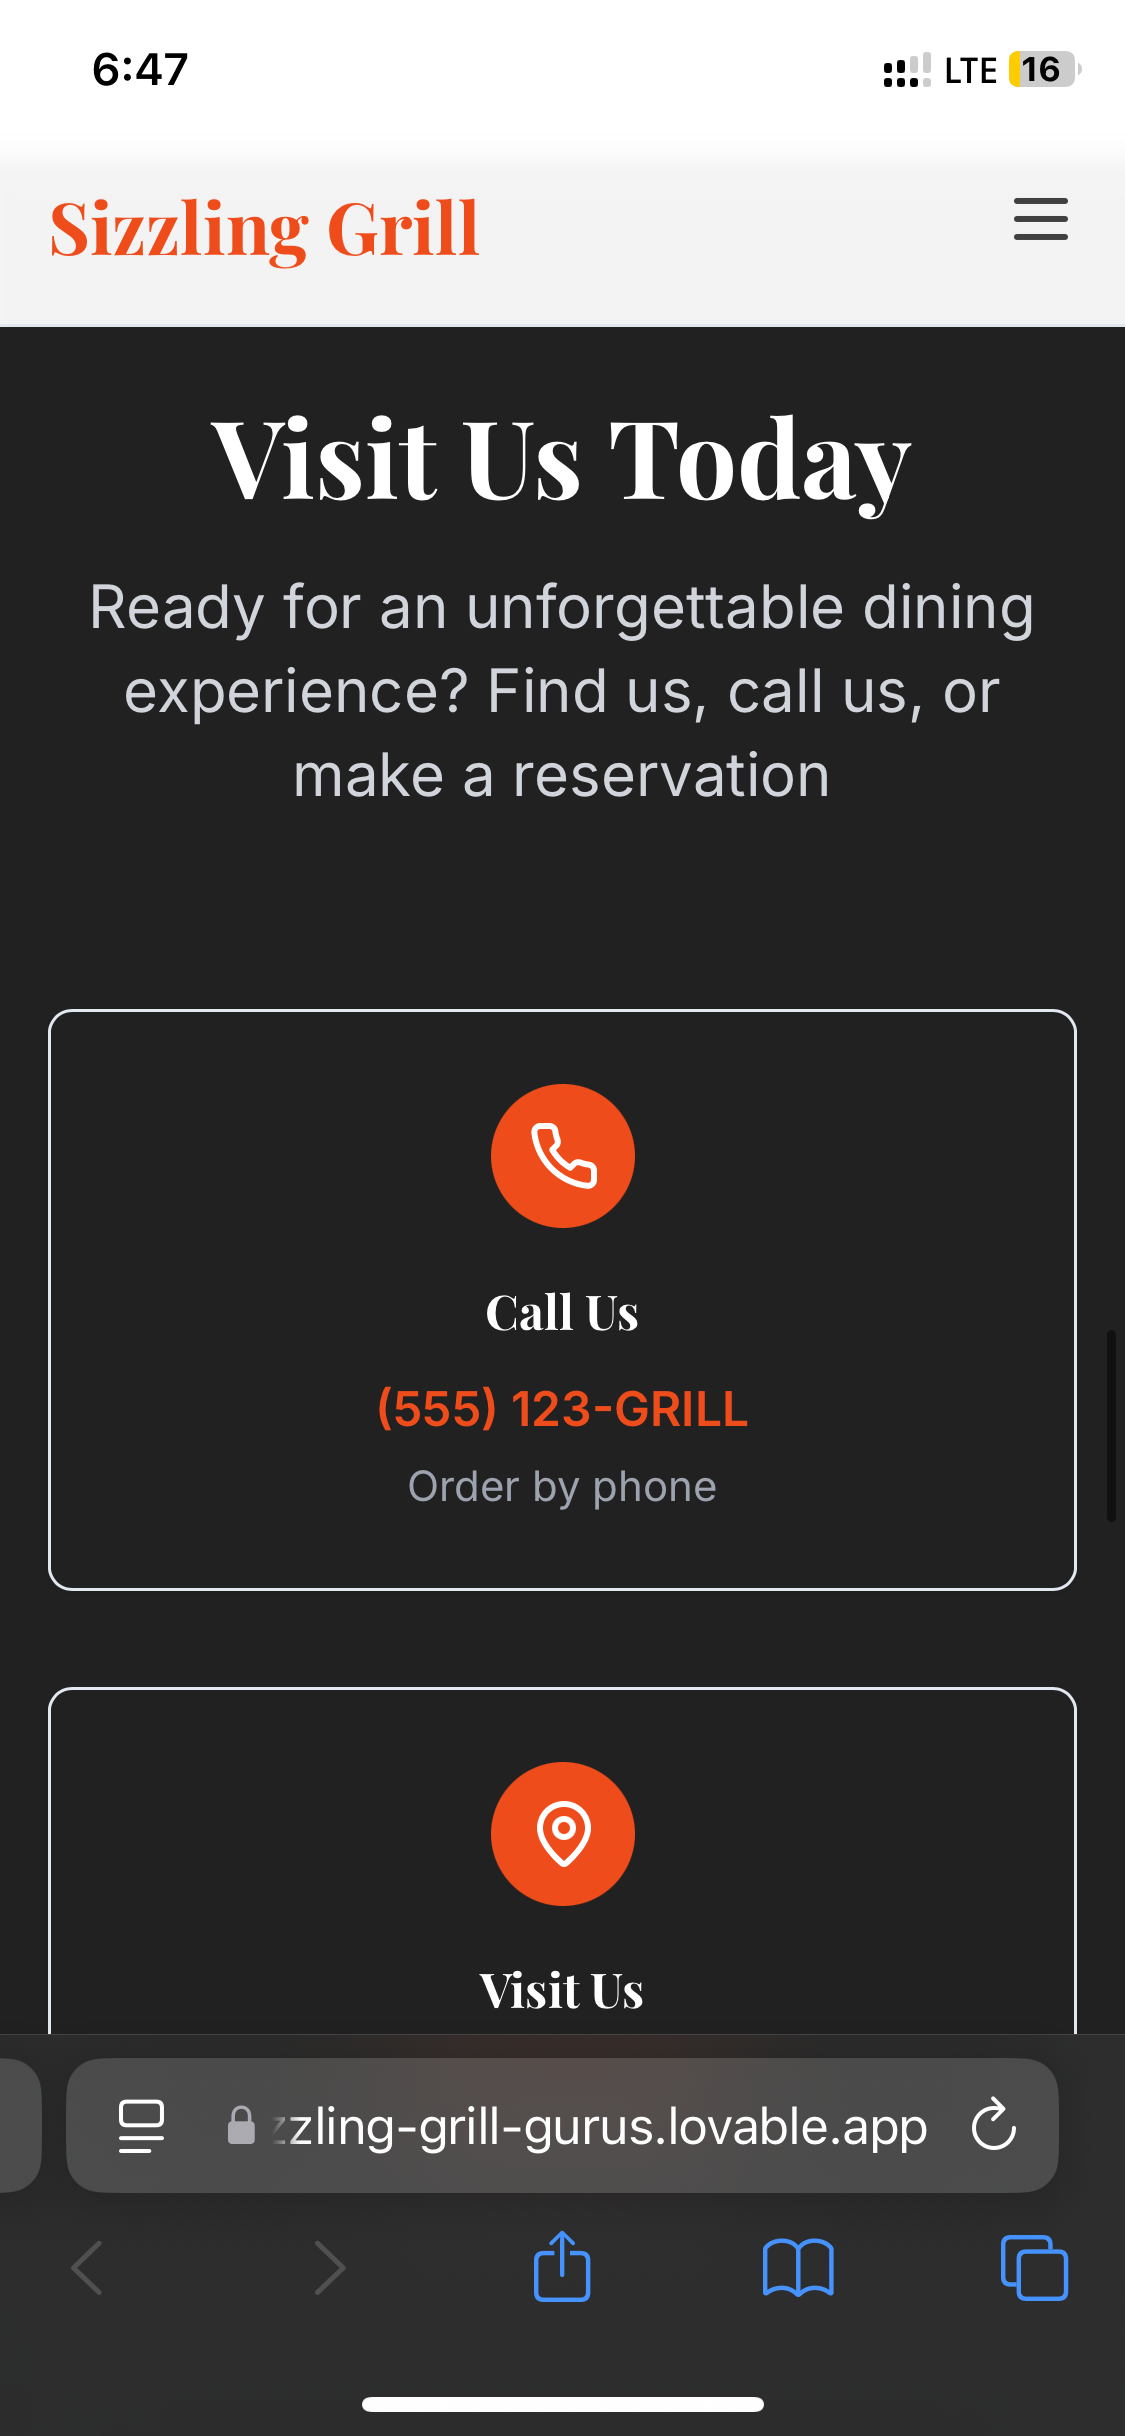 6:47
LTE 16
Sizzling Grill
Visit Us Today
Ready for an unforgettable dining
experience? Find us, call us, or
make a reservation
Call Us
(555) 123-GRILL
Order by phone
Visit Us
zzling-grill-gurus.lovable.app